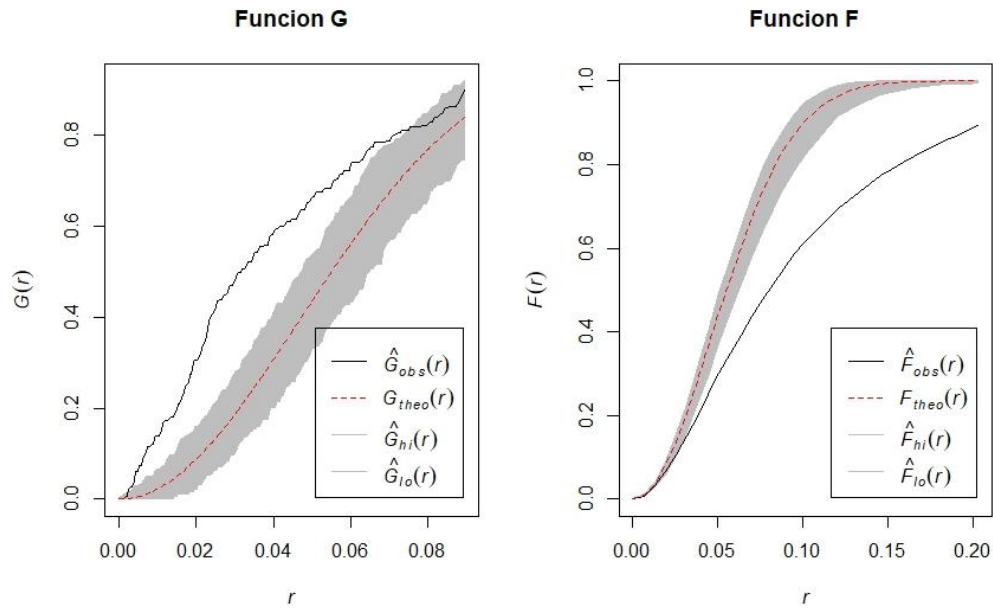 Funcion G
G(r)
0.0 0.2 0.4 0.6 0.8
0.00 0.02 0.04 0.06 0.08
r
Ĝobs(r)
Gtheo(r)
Ĝhi(r)
Ĝlo(r)
Funcion F
F(r)
0.0 0.2 0.4 0.6 0.8 1.0
0.00 0.05 0.10 0.15 0.20
r
F̂obs(r)
Ftheo(r)
F̂hi(r)
F̂lo(r)